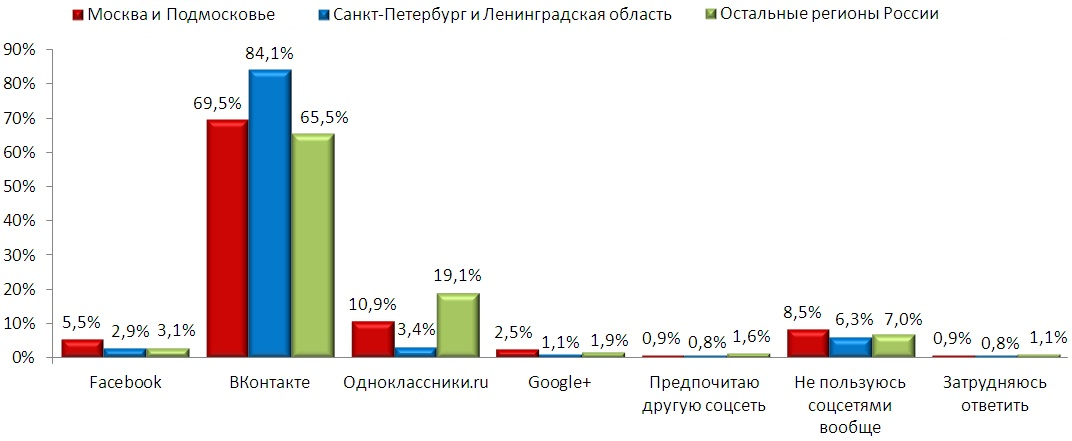 Москва и Подмосковье
Санкт-Петербург и Ленинградская область
Остальные регионы России
90%
80%
70%
60%
50%
40%
30%
20%
10%
0%
5,5%
2,9%
3,1%
69,5%
84,1%
65,5%
10,9%
3,4%
19,1%
2,5%
1,1%
1,9%
0,9%
0,8%
1,6%
8,5%
6,3%
7,0%
0,9%
0,8%
1,1%
Facebook
ВКонтакте
Одноклассники.ru
Google+
Предпочитаю
другую соцсеть
Не пользуюсь
соцсетями
вообще
Затрудняюсь
ответить